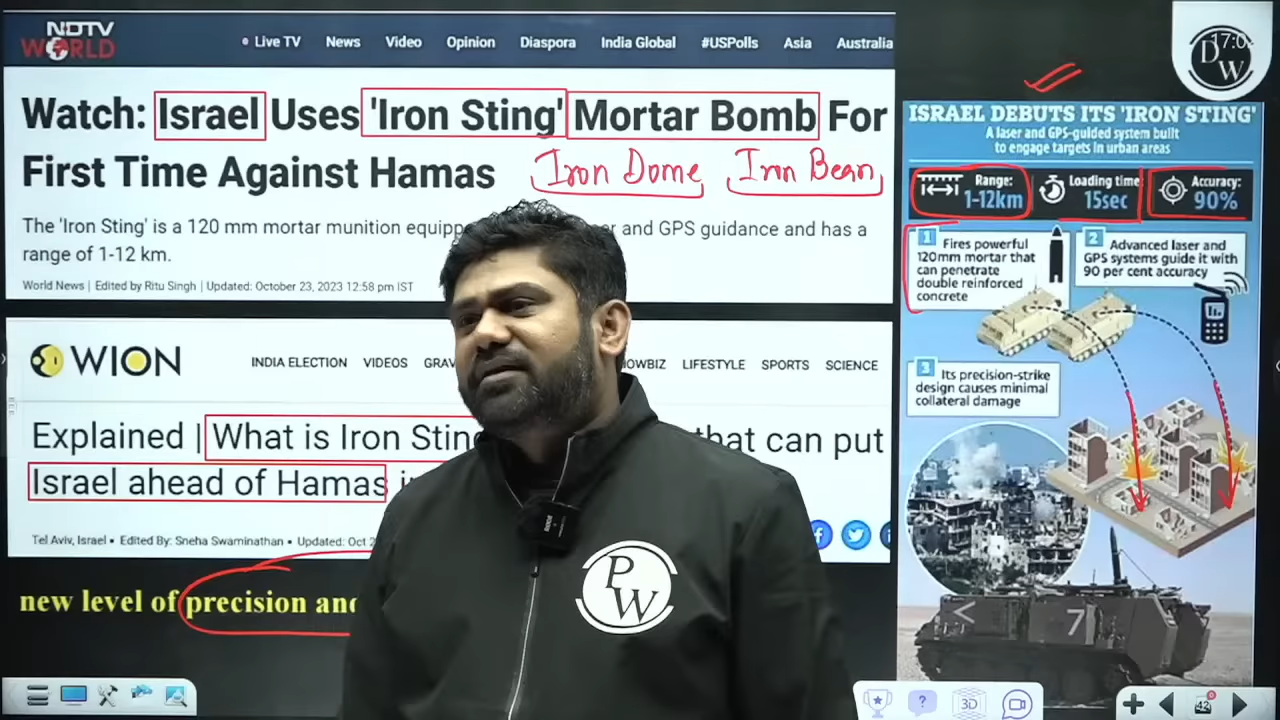 NDTV
WORLD
Live TV News Video Opinion Diaspora India Global #USPolls Asia Australia
Watch: Israel Uses 'Iron Sting' Mortar Bomb For
First Time Against Hamas
Iron Dome Iron Beam
The 'Iron Sting' is a 120 mm mortar munition and GPS guidance and has a
range of 1-12 km.
World News | Edited by Ritu Singh | Updated: October 23, 2023 12:58 pm IST
WION
INDIA ELECTION VIDEOS LIFESTYLE SPORTS SCIENCE
Explained | What is Iron Sting that can put
Israel ahead of Hamas
Tel Aviv, Israel • Edited By: Sneha Swaminathan • Updated: Oct
new level of precision and
PW
PW
ISRAEL DEBUTS ITS 'IRON STING'
A laser and GPS-guided system built
to engage targets in urban areas
Range:
1-12km
Loading time
15sec
Accuracy:
90%
1 Fires powerful
120mm mortar that
can penetrate
double reinforced
concrete
2 Advanced laser and
GPS systems guide it with
90 per cent accuracy
3 Its precision-strike
design causes minimal
collateral damage
7
?
3D
42